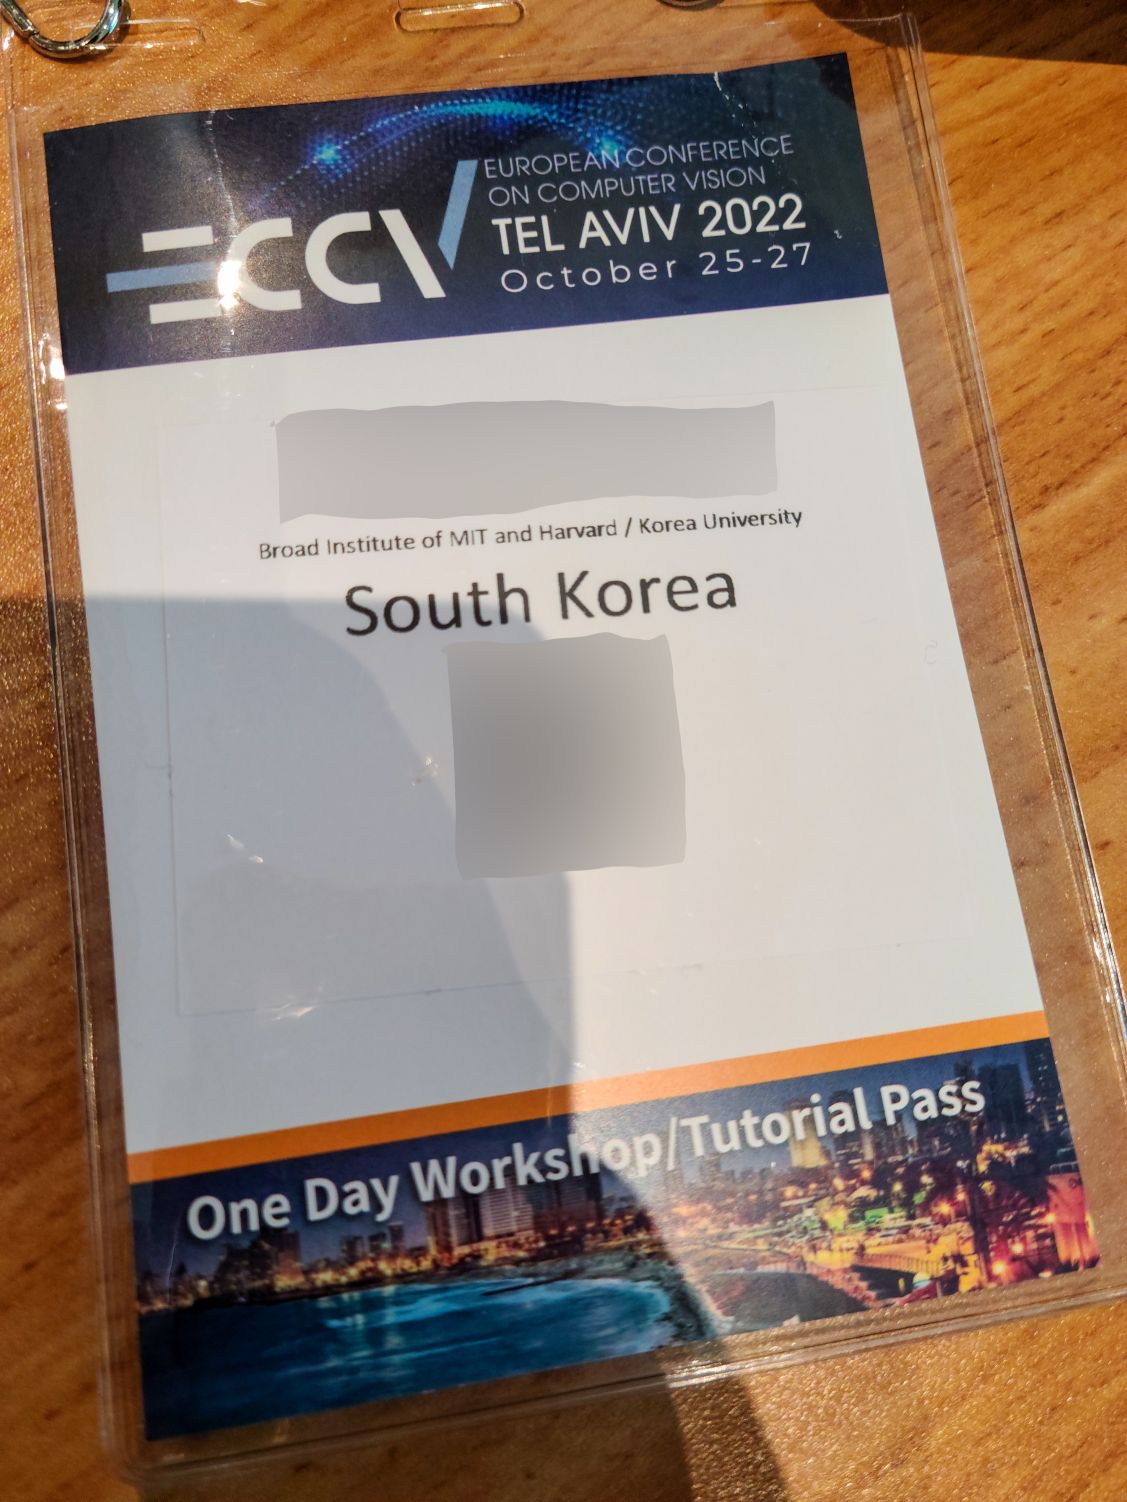 ECCV
EUROPEAN CONFERENCE
ON COMPUTER VISION
TEL AVIV 2022
October 25-27
Broad Institute of MIT and Harvard / Korea University
South Korea
One Day Workshop/Tutorial Pass